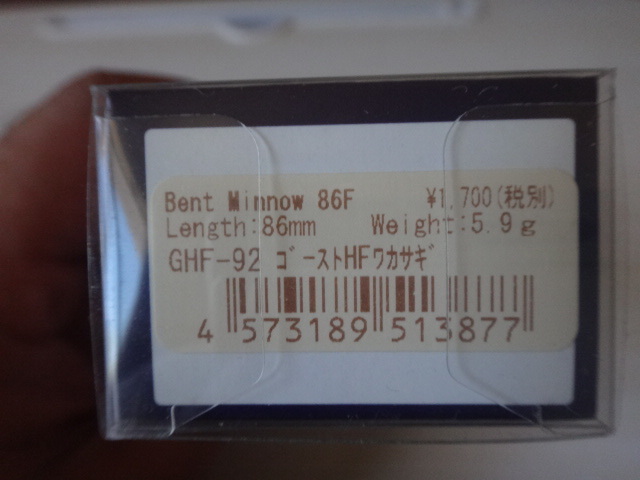 Bent Minnow 86F ¥1,700(税別)
Length:86mm Weight:5.9g
GHF-92 ｺﾞｰｽﾄHFﾜｶｻｷﾞ
4 573189 513877